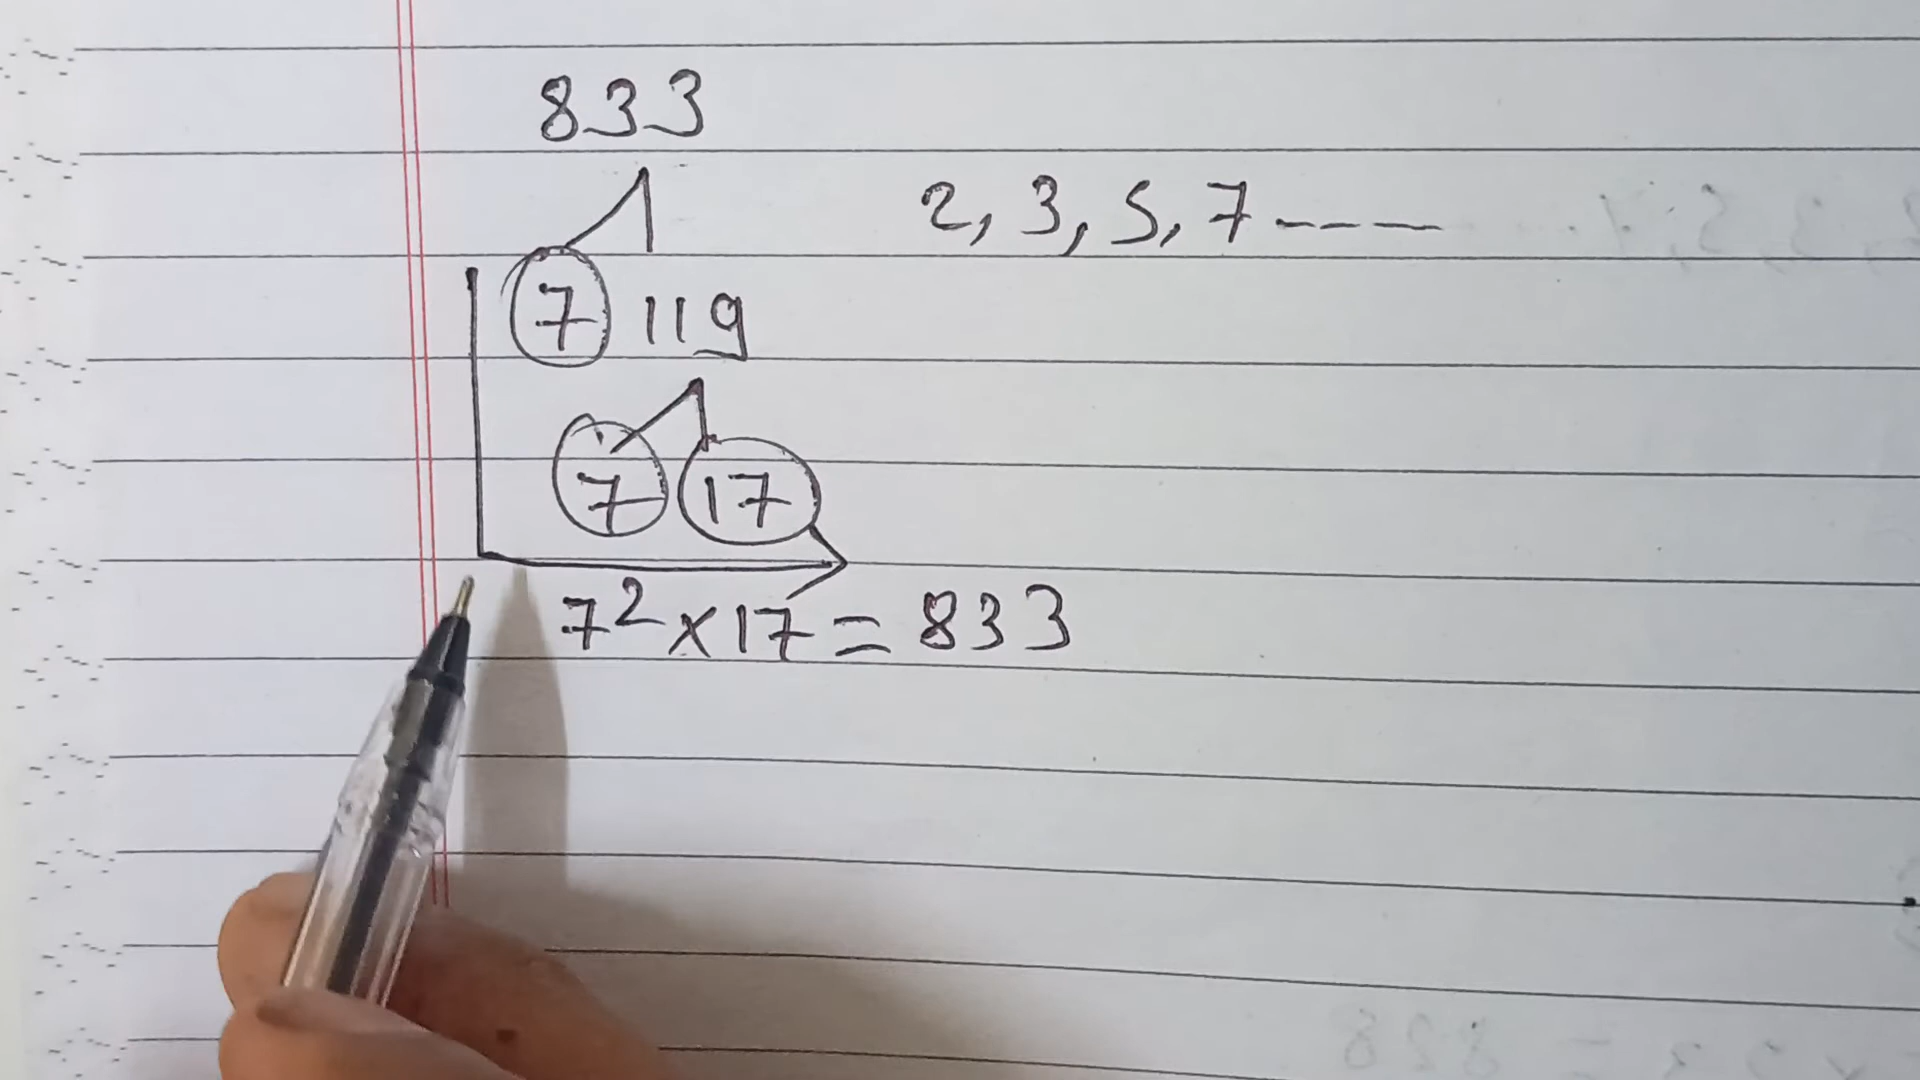 833
2, 3, 5, 7 ----
7 119
7 17
7² × 17 = 833